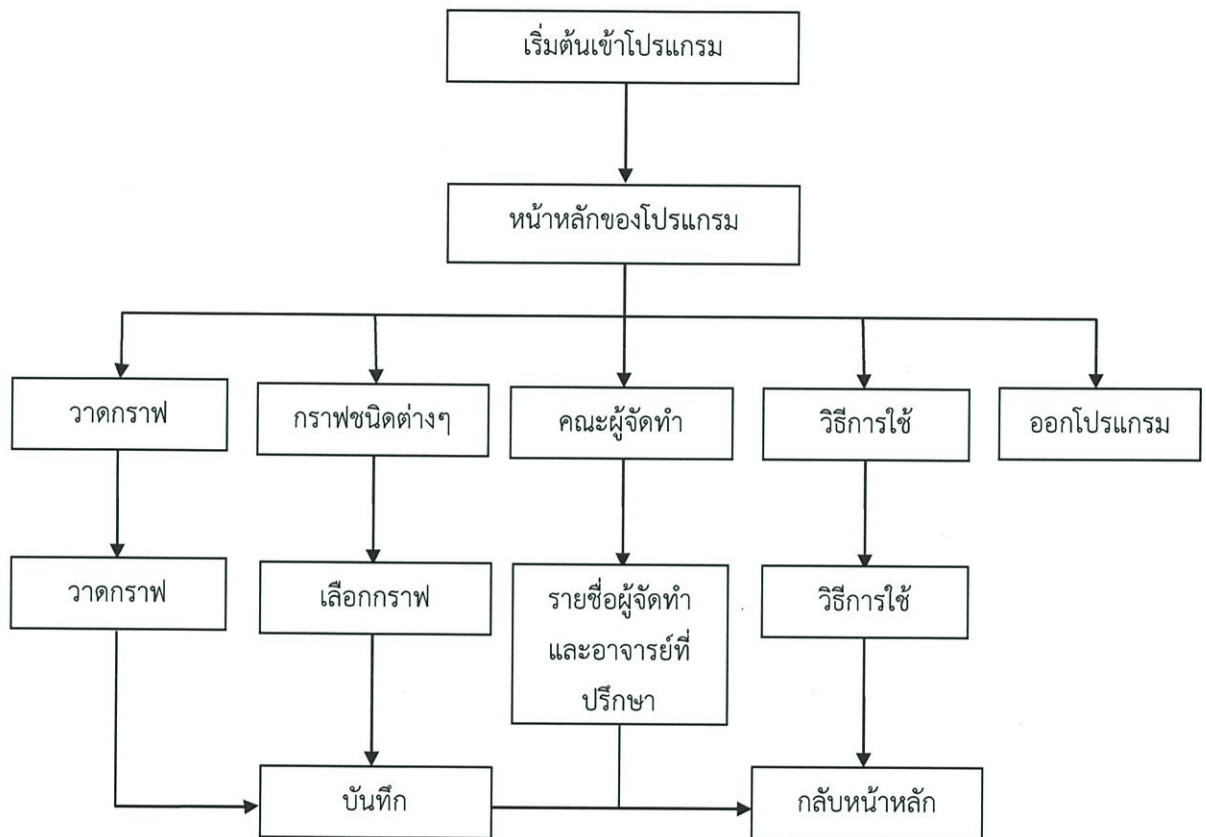 เริ่มต้นเข้าโปรแกรม
หน้าหลักของโปรแกรม
วาดกราฟ
กราฟชนิดต่างๆ
คณะผู้จัดทำ
วิธีการใช้
ออกโปรแกรม
วาดกราฟ
เลือกกราฟ
รายชื่อผู้จัดทำ
และอาจารย์ที่
ปรึกษา
วิธีการใช้
บันทึก
กลับหน้าหลัก